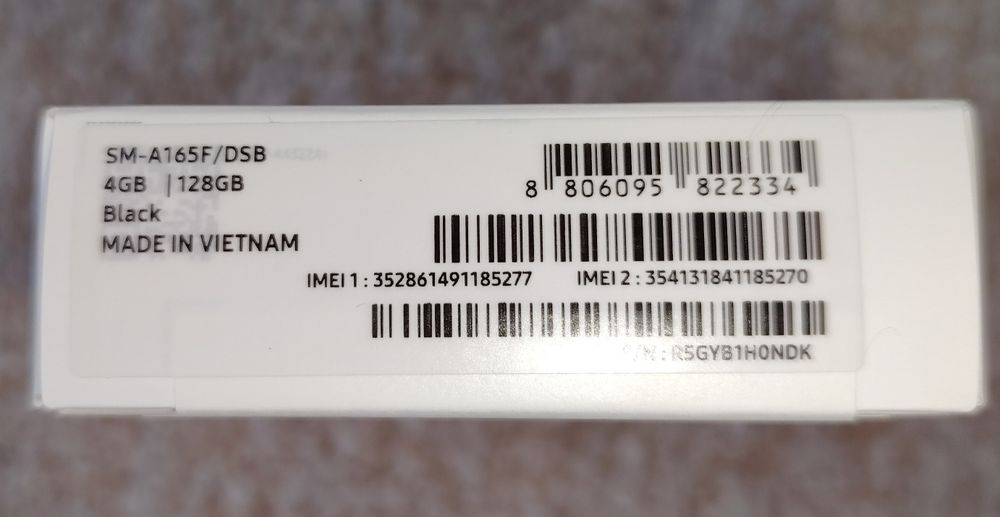 SM-A165F/DSB
4GB | 128GB
Black
MADE IN VIETNAM
8 806095 822334
IMEI 1 : 352861491185277 IMEI 2 : 354131841185270
S/N : R5GYB1H0NDK